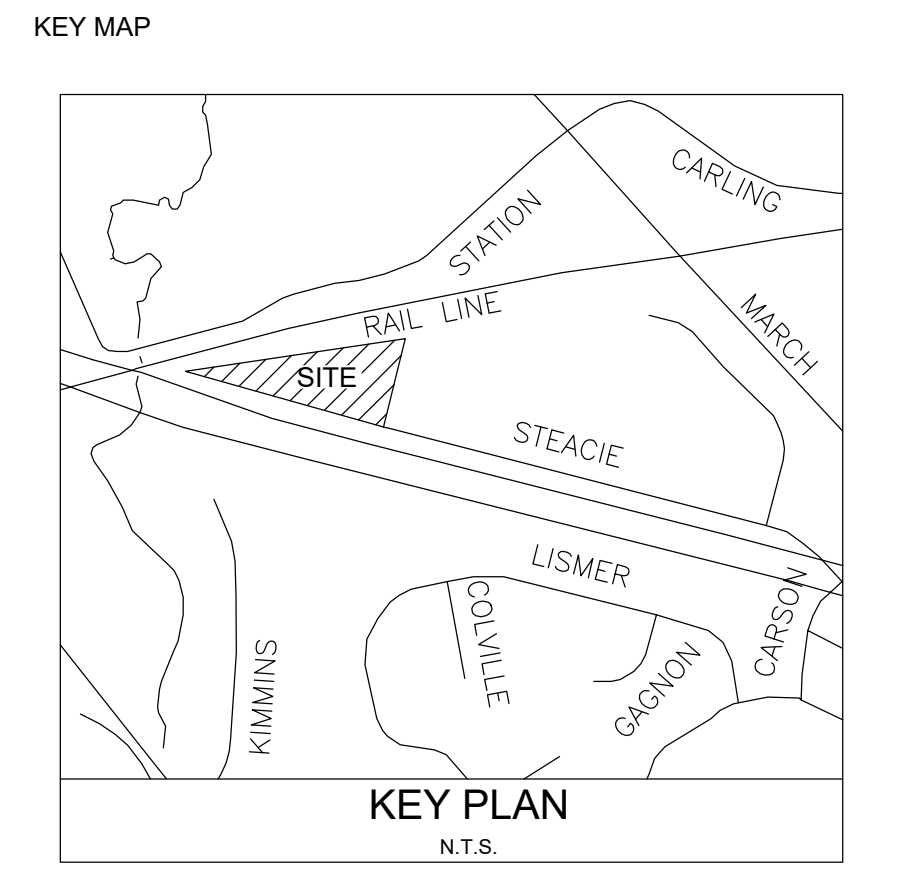 KEY MAP
CARLING
STATION
RAIL LINE
MARCH
SITE
STEACIE
LISMER
COLVILLE
CARSON
GAGNON
KIMMINS
KEY PLAN
N.T.S.